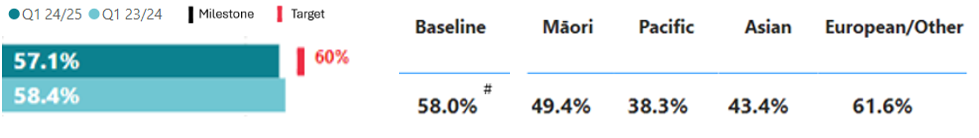 Q1 24/25 Q1 23/24 Milestone Target
57.1% 60%
58.4%
Baseline Māori Pacific Asian European/Other
58.0% # 49.4% 38.3% 43.4% 61.6%